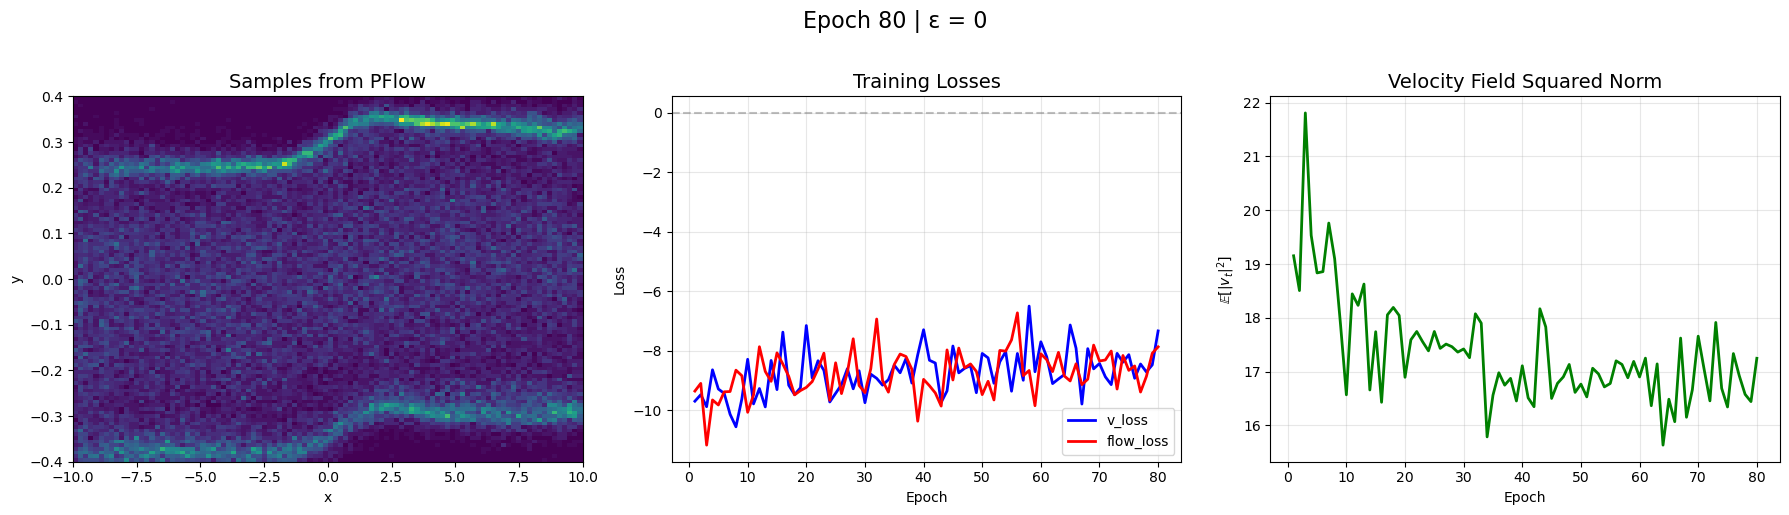 Epoch 80 | ε = 0
Samples from PFlow
0.4
0.3
0.2
0.1
0.0
−0.1
−0.2
−0.3
−0.4
y
−10.0 −7.5 −5.0 −2.5 0.0 2.5 5.0 7.5 10.0
x
Training Losses
0
−2
−4
−6
−8
−10
Loss
v_loss
flow_loss
0 10 20 30 40 50 60 70 80
Epoch
Velocity Field Squared Norm
22
21
20
19
18
17
16
𝔼[|v_t|²]
0 10 20 30 40 50 60 70 80
Epoch